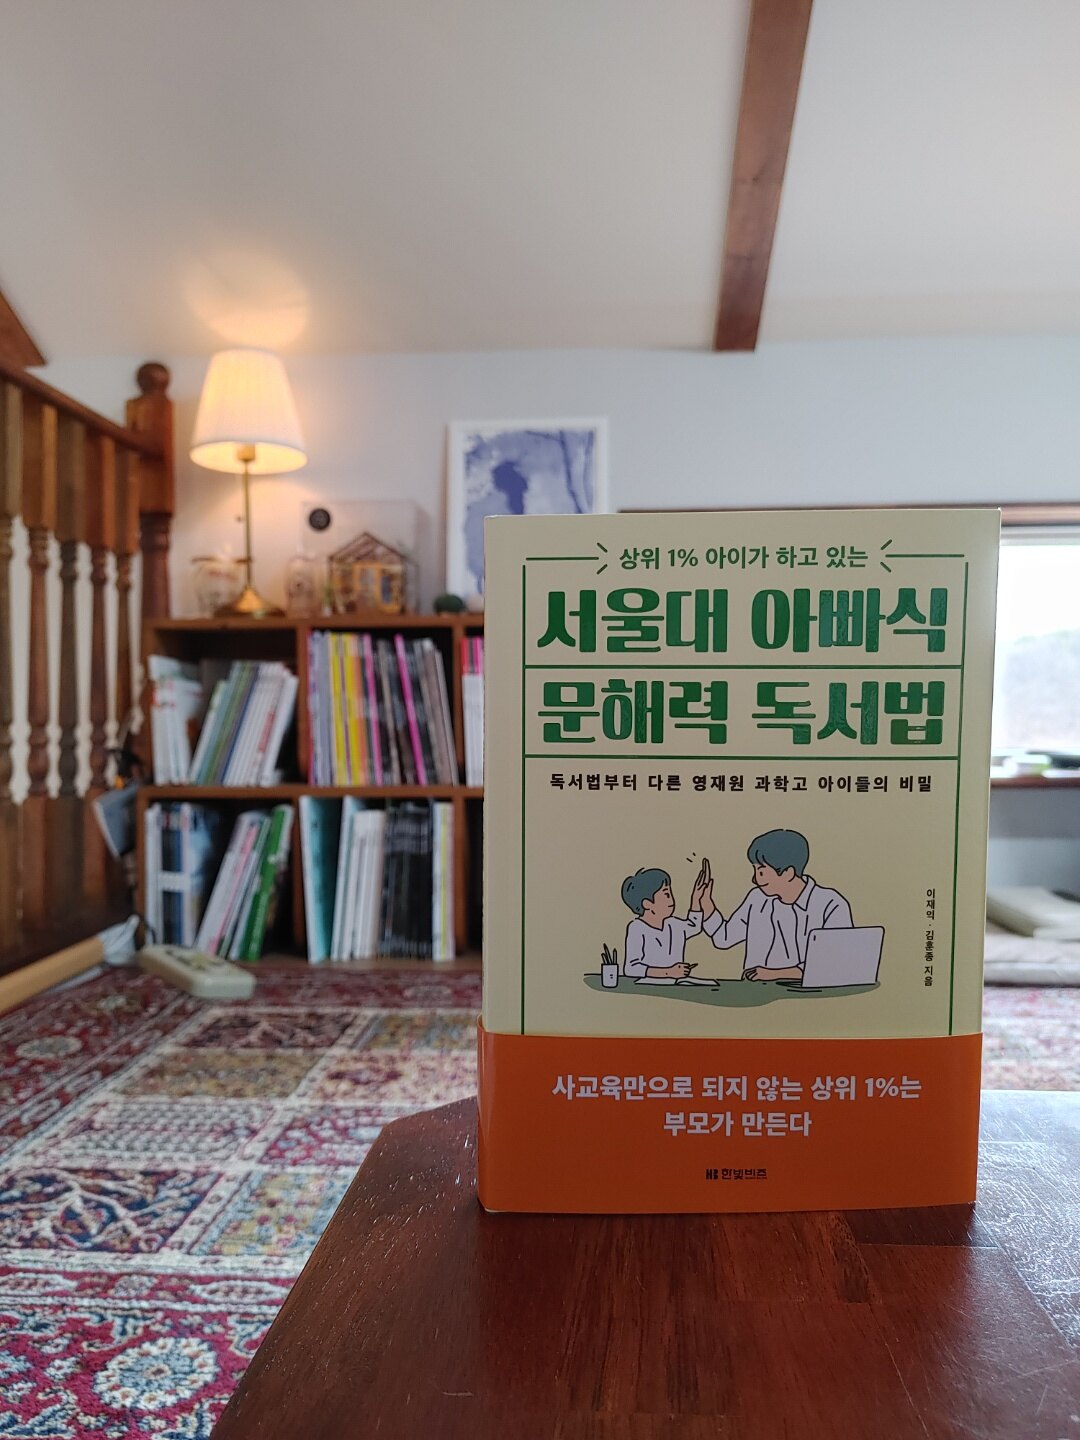 상위 1% 아이가 하고 있는
서울대 아빠식
문해력 독서법
독서법부터 다른 영재원 과학고 아이들의 비밀
이재익·김훈종 지음
사교육만으로 되지 않는 상위 1%는
부모가 만든다
HB 한빛비즈